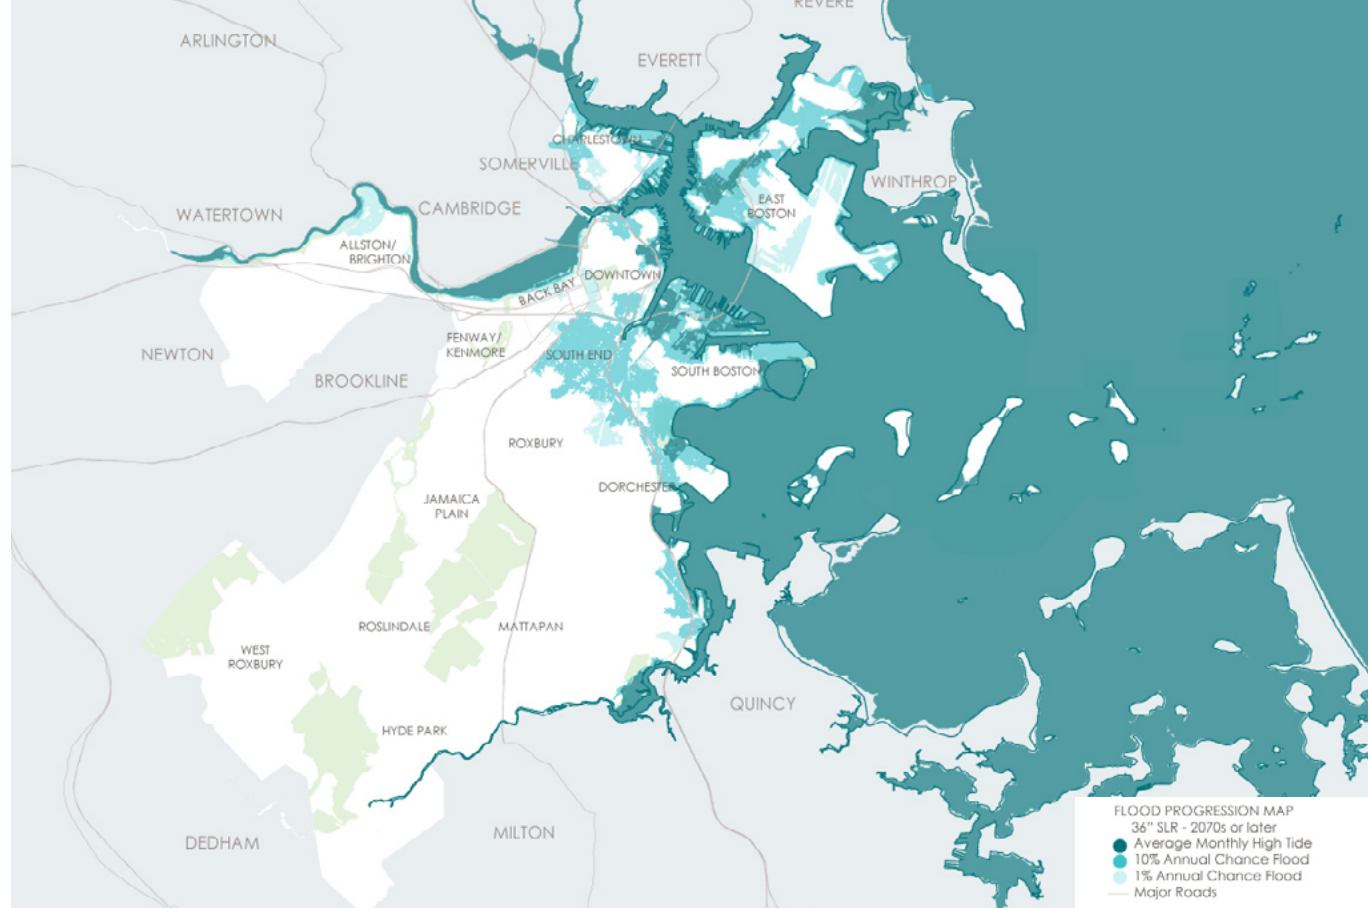 REVERE
ARLINGTON
EVERETT
CHARLESTOWN
SOMERVILLE
WINTHROP
EAST
BOSTON
WATERTOWN
CAMBRIDGE
ALLSTON/
BRIGHTON
DOWNTOWN
BACK BAY
FENWAY/
KENMORE
NEWTON
SOUTH END
BROOKLINE
SOUTH BOSTON
ROXBURY
DORCHESTER
JAMAICA
PLAIN
ROSLINDALE
MATTAPAN
WEST
ROXBURY
QUINCY
HYDE PARK
DEDHAM
MILTON
FLOOD PROGRESSION MAP
36" SLR - 2070s or later
Average Monthly High Tide
10% Annual Chance Flood
1% Annual Chance Flood
Major Roads